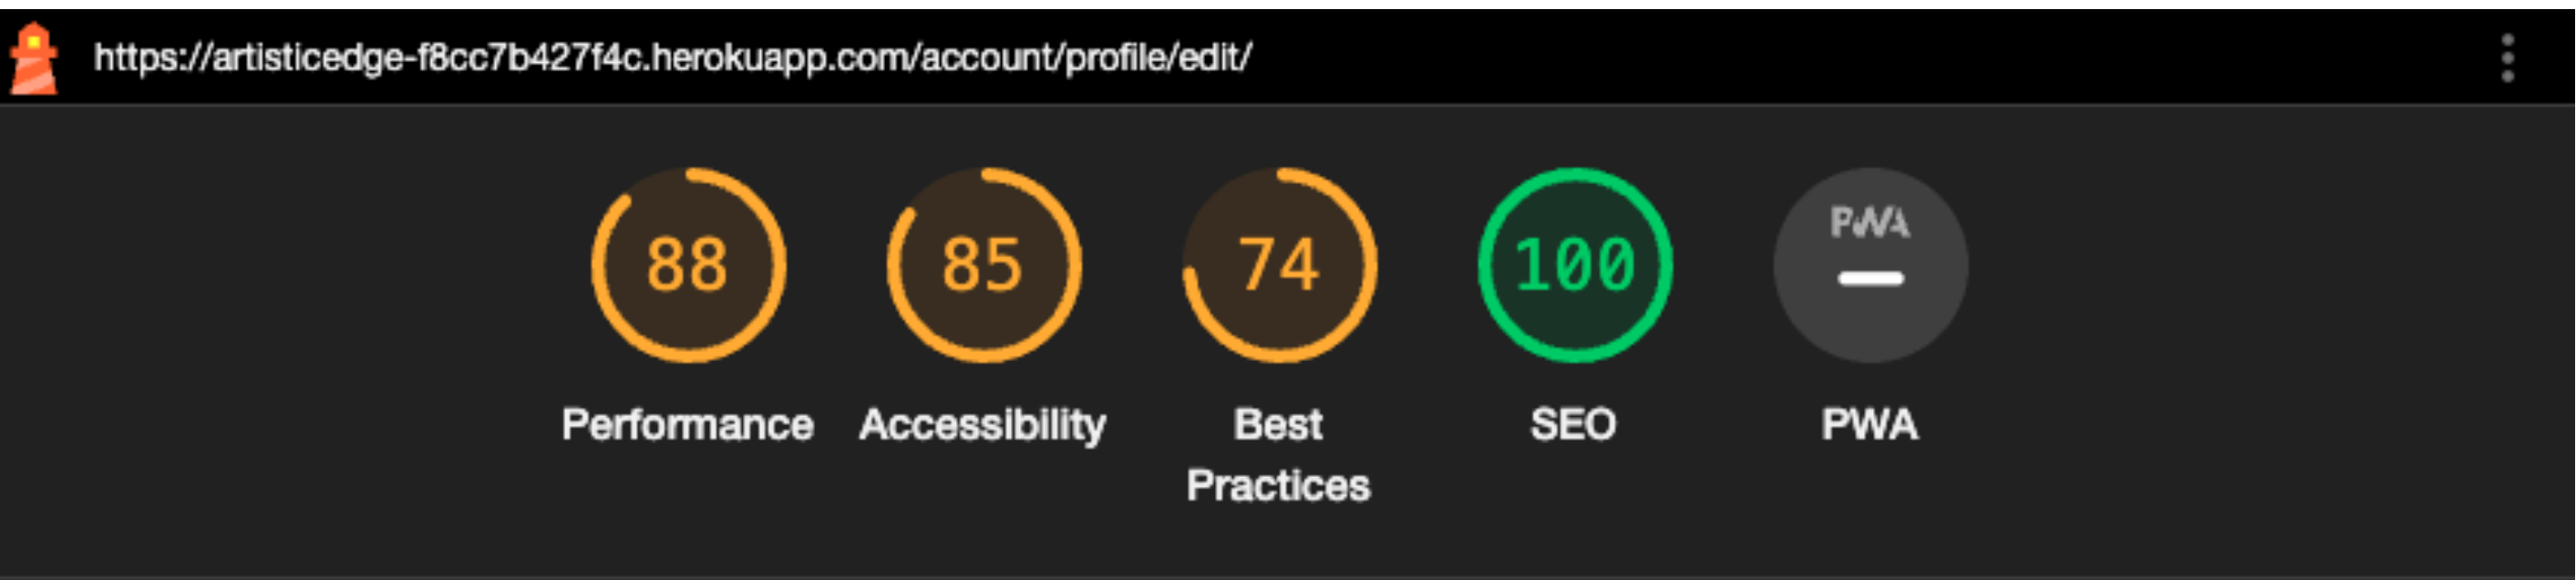 https://artisticedge-f8cc7b427f4c.herokuapp.com/account/profile/edit/
88
85
74
100
PWA
Performance
Accessibility
Best
Practices
SEO
PWA